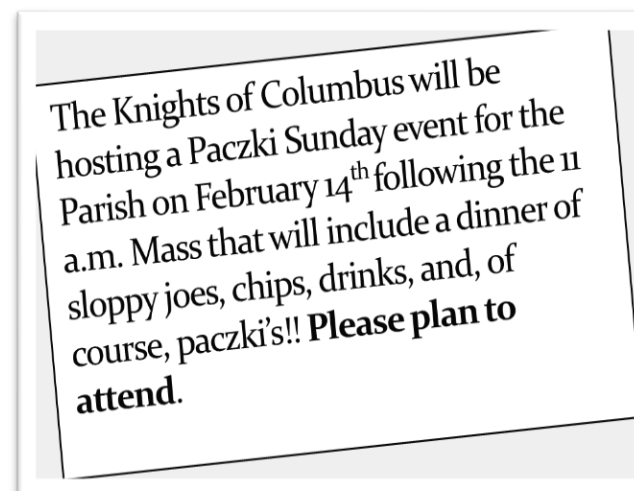 The Knights of Columbus will be
hosting a Paczki Sunday event for the
Parish on February 14th following the 11
a.m. Mass that will include a dinner of
sloppy joes, chips, drinks, and, of
course, paczki's!! Please plan to
attend.